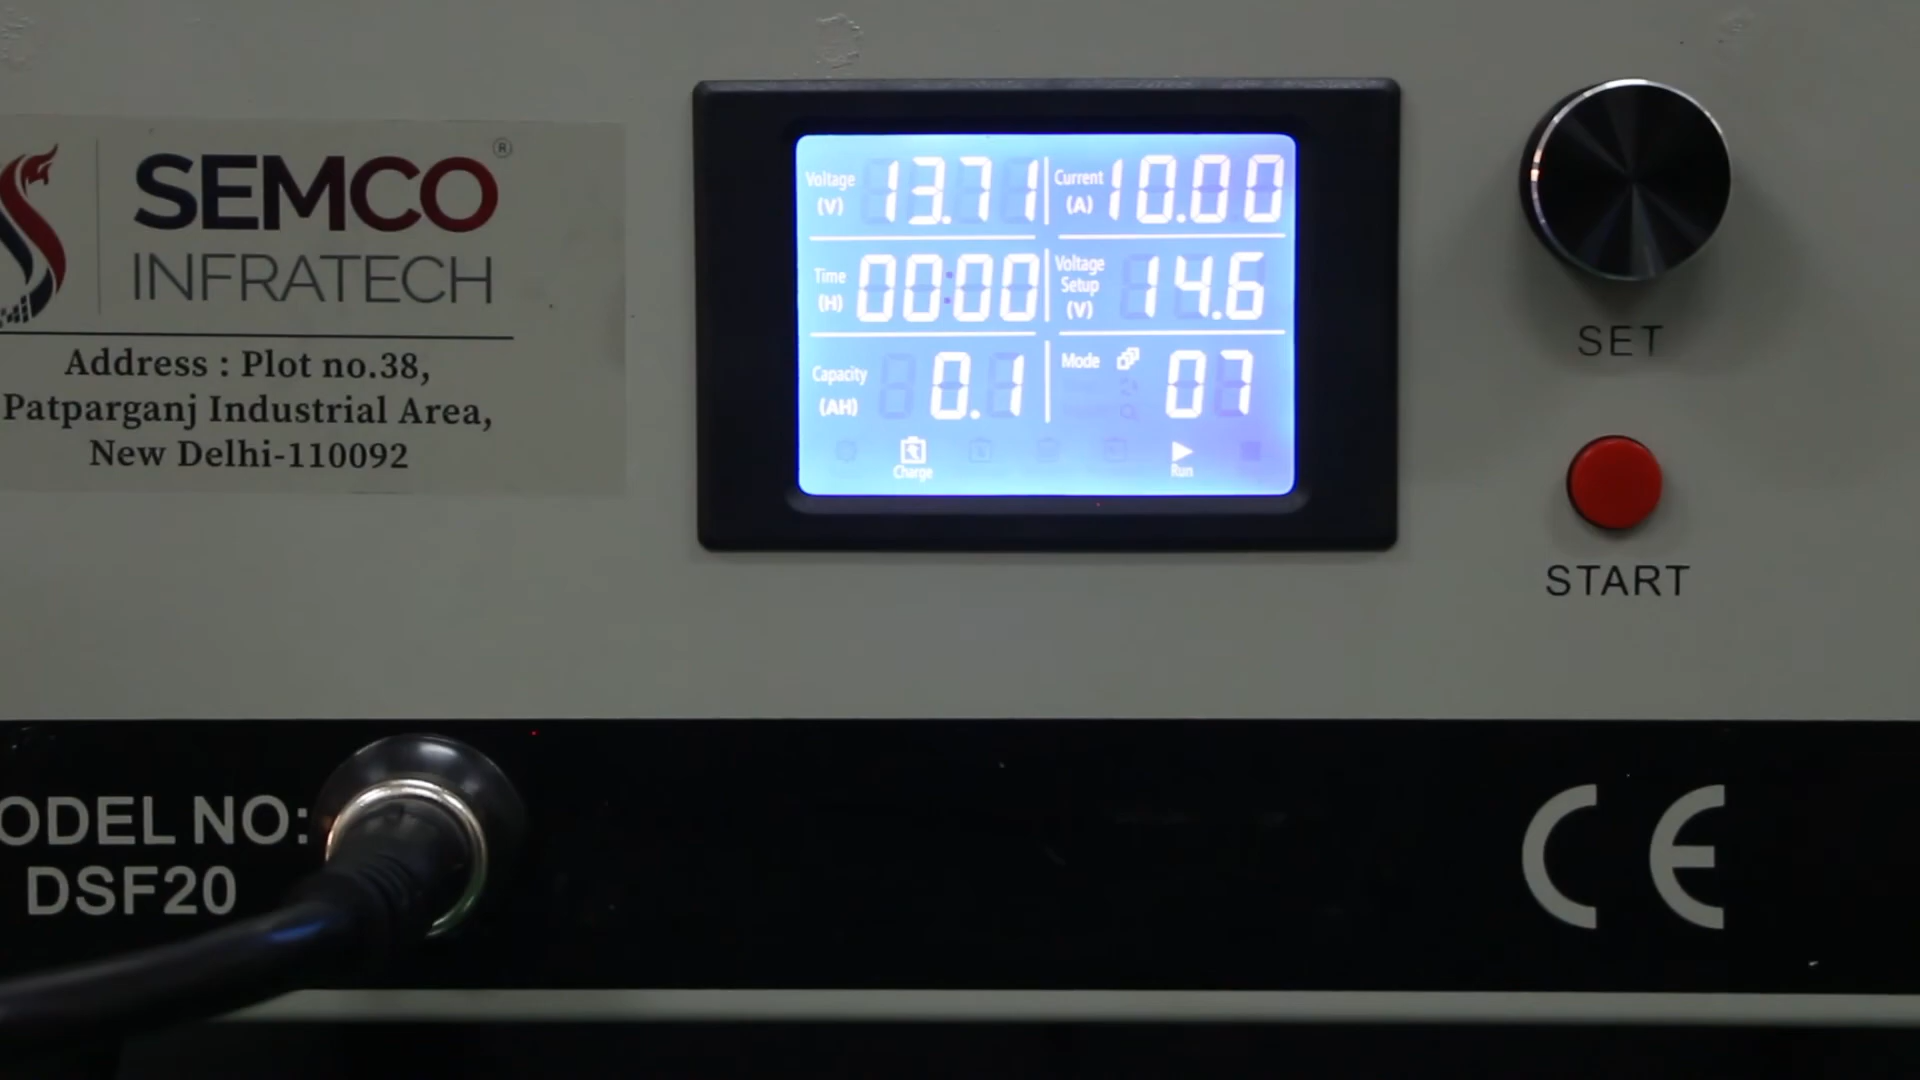 SEMCO®
INFRATECH
Address : Plot no.38,
Patparganj Industrial Area,
New Delhi-110092
Voltage (V) 13.71
Current (A) 10.00
Time (H) 00:00
Voltage Setup (V) 14.6
Capacity (AH) 0.1
Mode 07
Charge
Run
SET
START
ODEL NO:
DSF20
CE